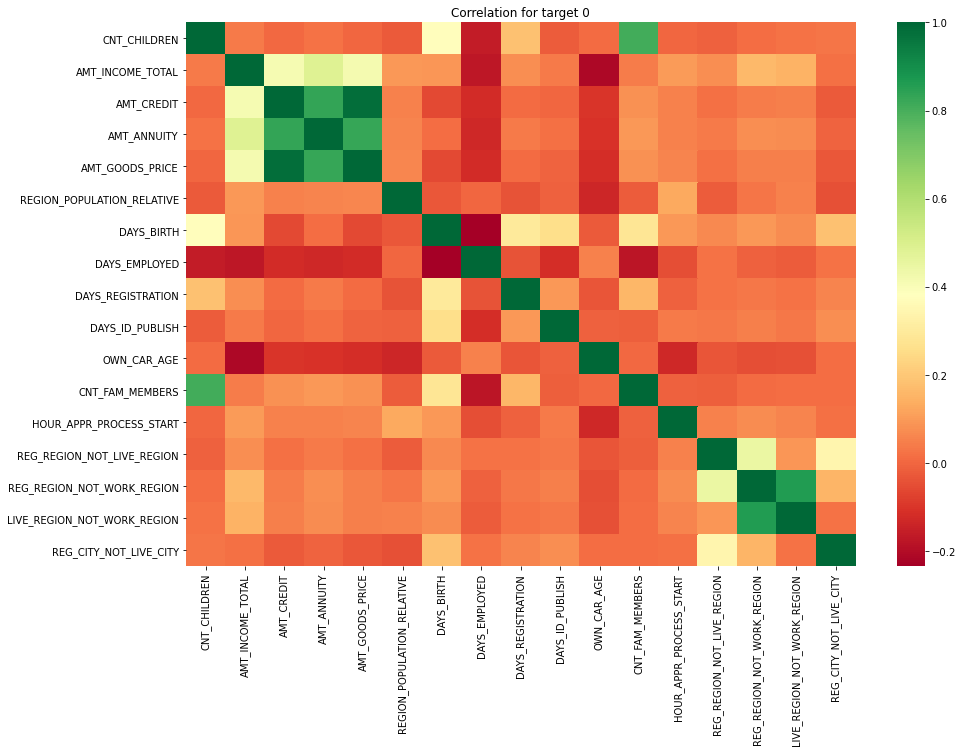 Correlation for target 0
CNT_CHILDREN
AMT_INCOME_TOTAL
AMT_CREDIT
AMT_ANNUITY
AMT_GOODS_PRICE
REGION_POPULATION_RELATIVE
DAYS_BIRTH
DAYS_EMPLOYED
DAYS_REGISTRATION
DAYS_ID_PUBLISH
OWN_CAR_AGE
CNT_FAM_MEMBERS
HOUR_APPR_PROCESS_START
REG_REGION_NOT_LIVE_REGION
REG_REGION_NOT_WORK_REGION
LIVE_REGION_NOT_WORK_REGION
REG_CITY_NOT_LIVE_CITY
CNT_CHILDREN
AMT_INCOME_TOTAL
AMT_CREDIT
AMT_ANNUITY
AMT_GOODS_PRICE
REGION_POPULATION_RELATIVE
DAYS_BIRTH
DAYS_EMPLOYED
DAYS_REGISTRATION
DAYS_ID_PUBLISH
OWN_CAR_AGE
CNT_FAM_MEMBERS
HOUR_APPR_PROCESS_START
REG_REGION_NOT_LIVE_REGION
REG_REGION_NOT_WORK_REGION
LIVE_REGION_NOT_WORK_REGION
REG_CITY_NOT_LIVE_CITY
1.0
0.8
0.6
0.4
0.2
0.0
−0.2